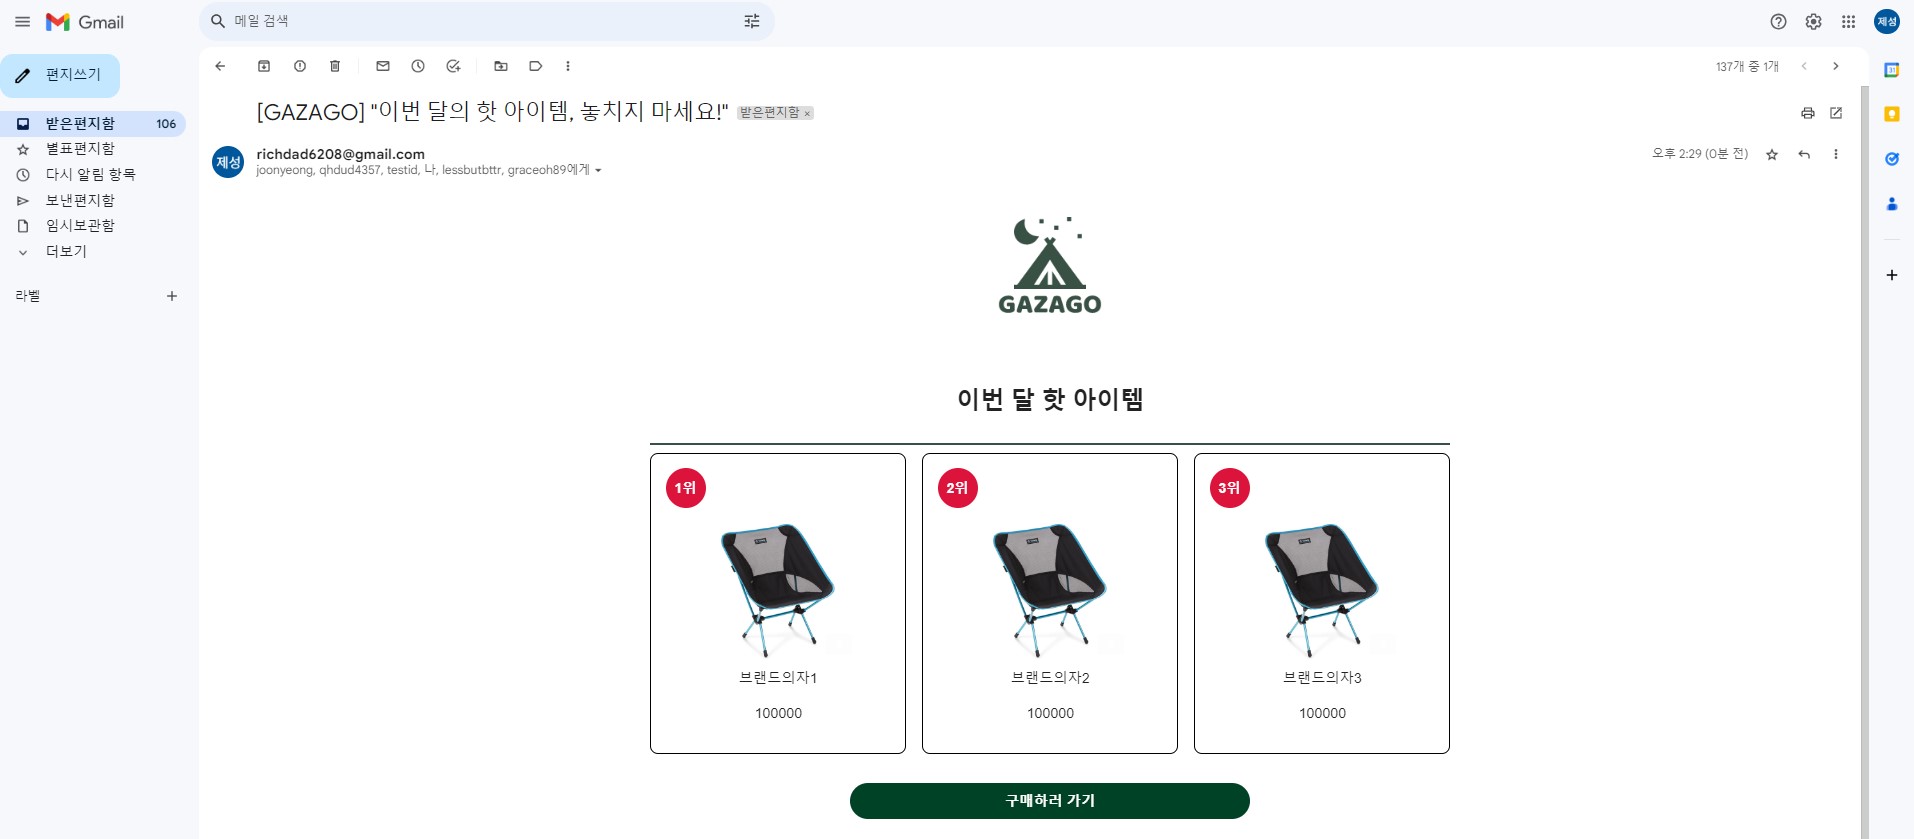 Gmail
메일 검색
제성
편지쓰기
137개 중 1개
받은편지함 106
별표편지함
다시 알림 항목
보낸편지함
임시보관함
더보기
라벨
[GAZAGO] "이번 달의 핫 아이템, 놓치지 마세요!" 받은편지함 ×
제성
richdad6208@gmail.com
오후 2:29 (0분 전)
joonyeong, qhdud4357, testid, 나, lessbutbttr, graceoh89에게
GAZAGO
이번 달 핫 아이템
1위
2위
3위
브랜드의자1
브랜드의자2
브랜드의자3
100000
100000
100000
구매하러 가기
31